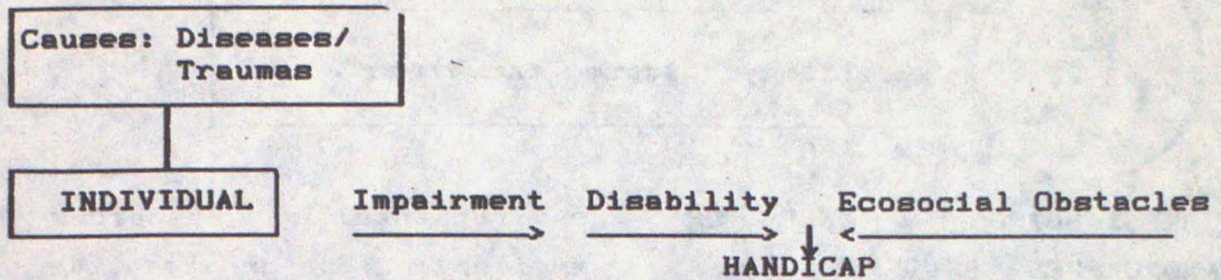 Causes: Diseases/
Traumas
INDIVIDUAL Impairment Disability Ecosocial Obstacles
HANDICAP